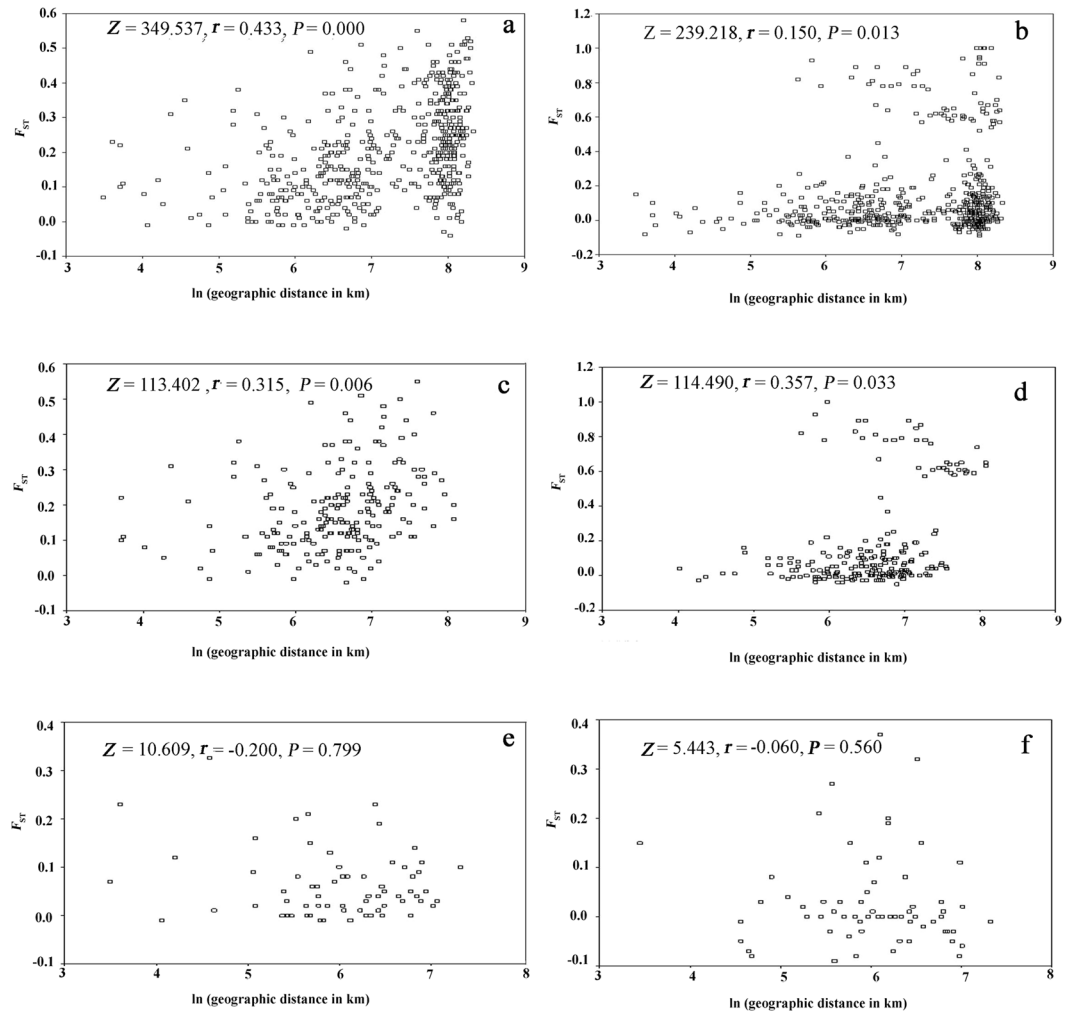 Z = 349.537, r = 0.433, P = 0.000
a
0.6
0.5
0.4
0.3
0.2
0.1
0.0
-0.1
F_ST
3 4 5 6 7 8 9
ln (geographic distance in km)
Z = 239.218, r = 0.150, P = 0.013
b
1.2
1.0
0.8
0.6
0.4
0.2
0.0
-0.2
F_ST
3 4 5 6 7 8 9
ln (geographic distance in km)
Z = 113.402 , r = 0.315, P = 0.006
c
0.6
0.5
0.4
0.3
0.2
0.1
0.0
-0.1
F_ST
3 4 5 6 7 8 9
ln (geographic distance in km)
Z = 114.490, r = 0.357, P = 0.033
d
1.2
1.0
0.8
0.6
0.4
0.2
0.0
-0.2
F_ST
3 4 5 6 7 8 9
ln (geographic distance in km)
Z = 10.609, r = -0.200, P = 0.799
e
0.4
0.3
0.2
0.1
0.0
-0.1
F_ST
3 4 5 6 7 8
ln (geographic distance in km)
Z = 5.443, r = -0.060, P = 0.560
f
0.4
0.3
0.2
0.1
0.0
-0.1
F_ST
3 4 5 6 7 8
ln (geographic distance in km)